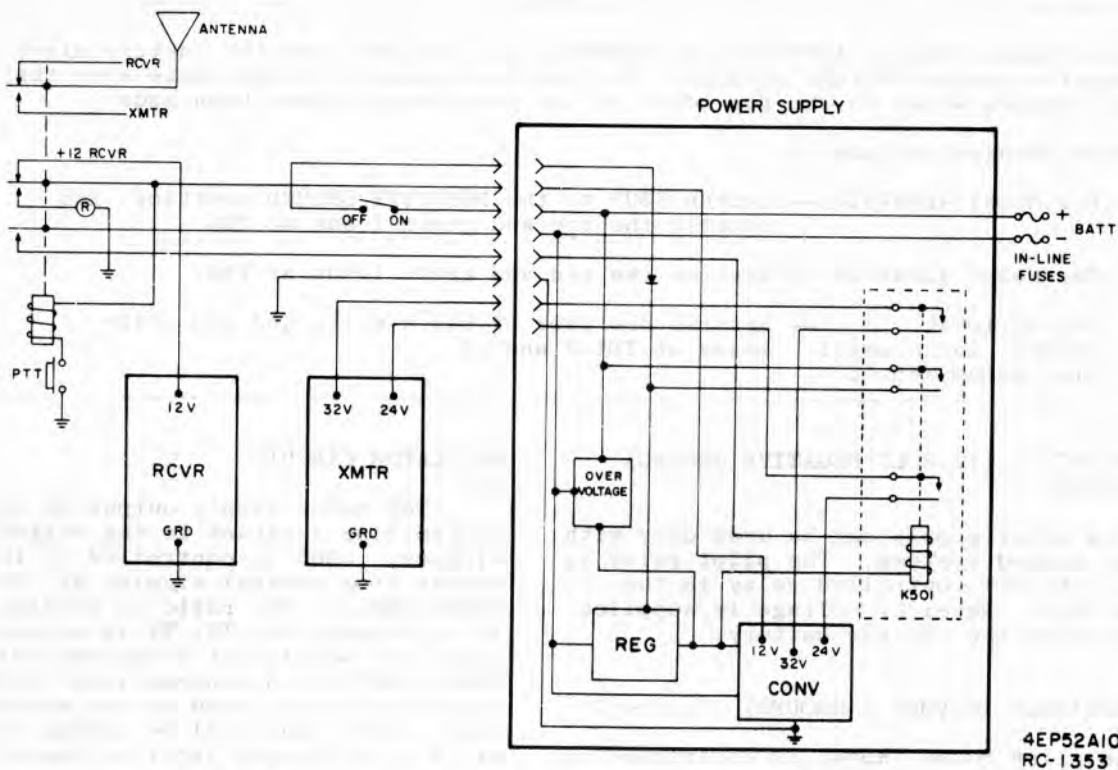 ANTENNA
RCVR
XMTR
POWER SUPPLY
+12 RCVR
R
OFF ON
+
BATT
-
IN-LINE
FUSES
PTT
12V
RCVR
GRD
32V 24V
XMTR
GRD
OVER
VOLTAGE
K501
REG
12V 32V 24V
CONV
4EP52A10
RC-1353